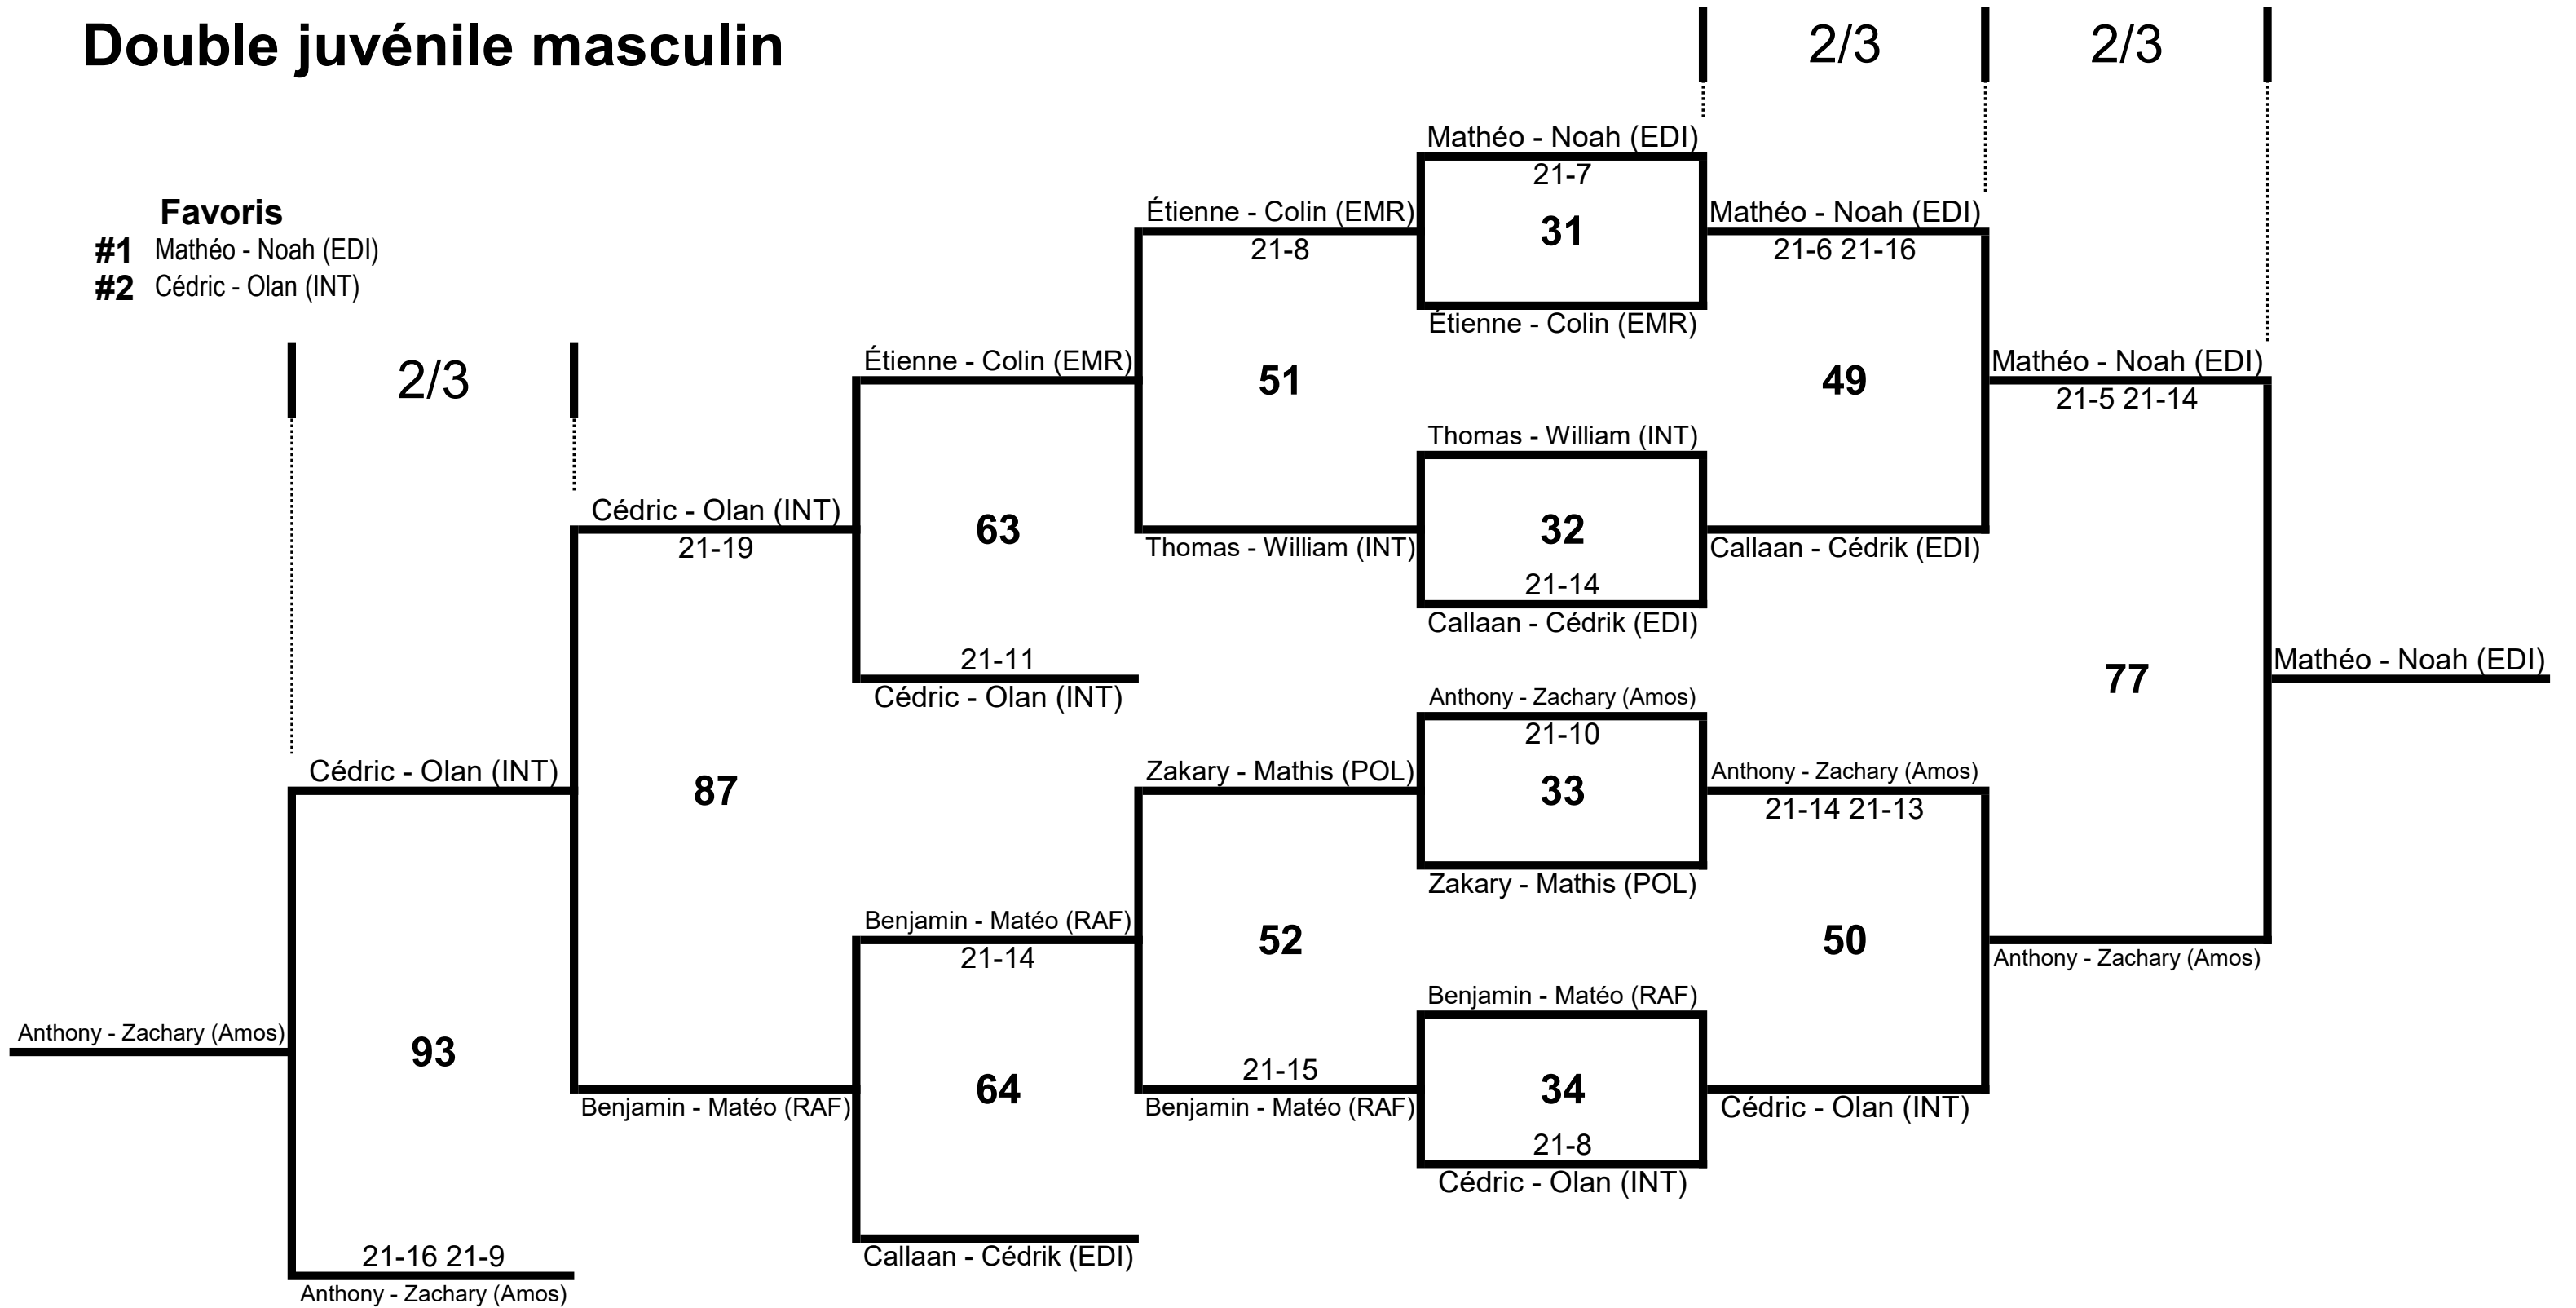 Double juvénile masculin
2/3
2/3
Favoris
#1 Mathéo - Noah (EDI)
#2 Cédric - Olan (INT)
2/3
Mathéo - Noah (EDI)
21-7
31
Étienne - Colin (EMR)
Étienne - Colin (EMR)
21-8
Mathéo - Noah (EDI)
21-6 21-16
Étienne - Colin (EMR)
51
49
Mathéo - Noah (EDI)
21-5 21-14
Thomas - William (INT)
32
21-14
Callaan - Cédrik (EDI)
Cédric - Olan (INT)
21-19
63
Thomas - William (INT)
Callaan - Cédrik (EDI)
21-11
Cédric - Olan (INT)
77
Mathéo - Noah (EDI)
Anthony - Zachary (Amos)
21-10
33
Zakary - Mathis (POL)
Cédric - Olan (INT)
87
Zakary - Mathis (POL)
Anthony - Zachary (Amos)
21-14 21-13
Benjamin - Matéo (RAF)
21-14
52
50
Anthony - Zachary (Amos)
Benjamin - Matéo (RAF)
34
21-8
Cédric - Olan (INT)
Anthony - Zachary (Amos)
93
Benjamin - Matéo (RAF)
64
21-15
Benjamin - Matéo (RAF)
Cédric - Olan (INT)
Callaan - Cédrik (EDI)
21-16 21-9
Anthony - Zachary (Amos)